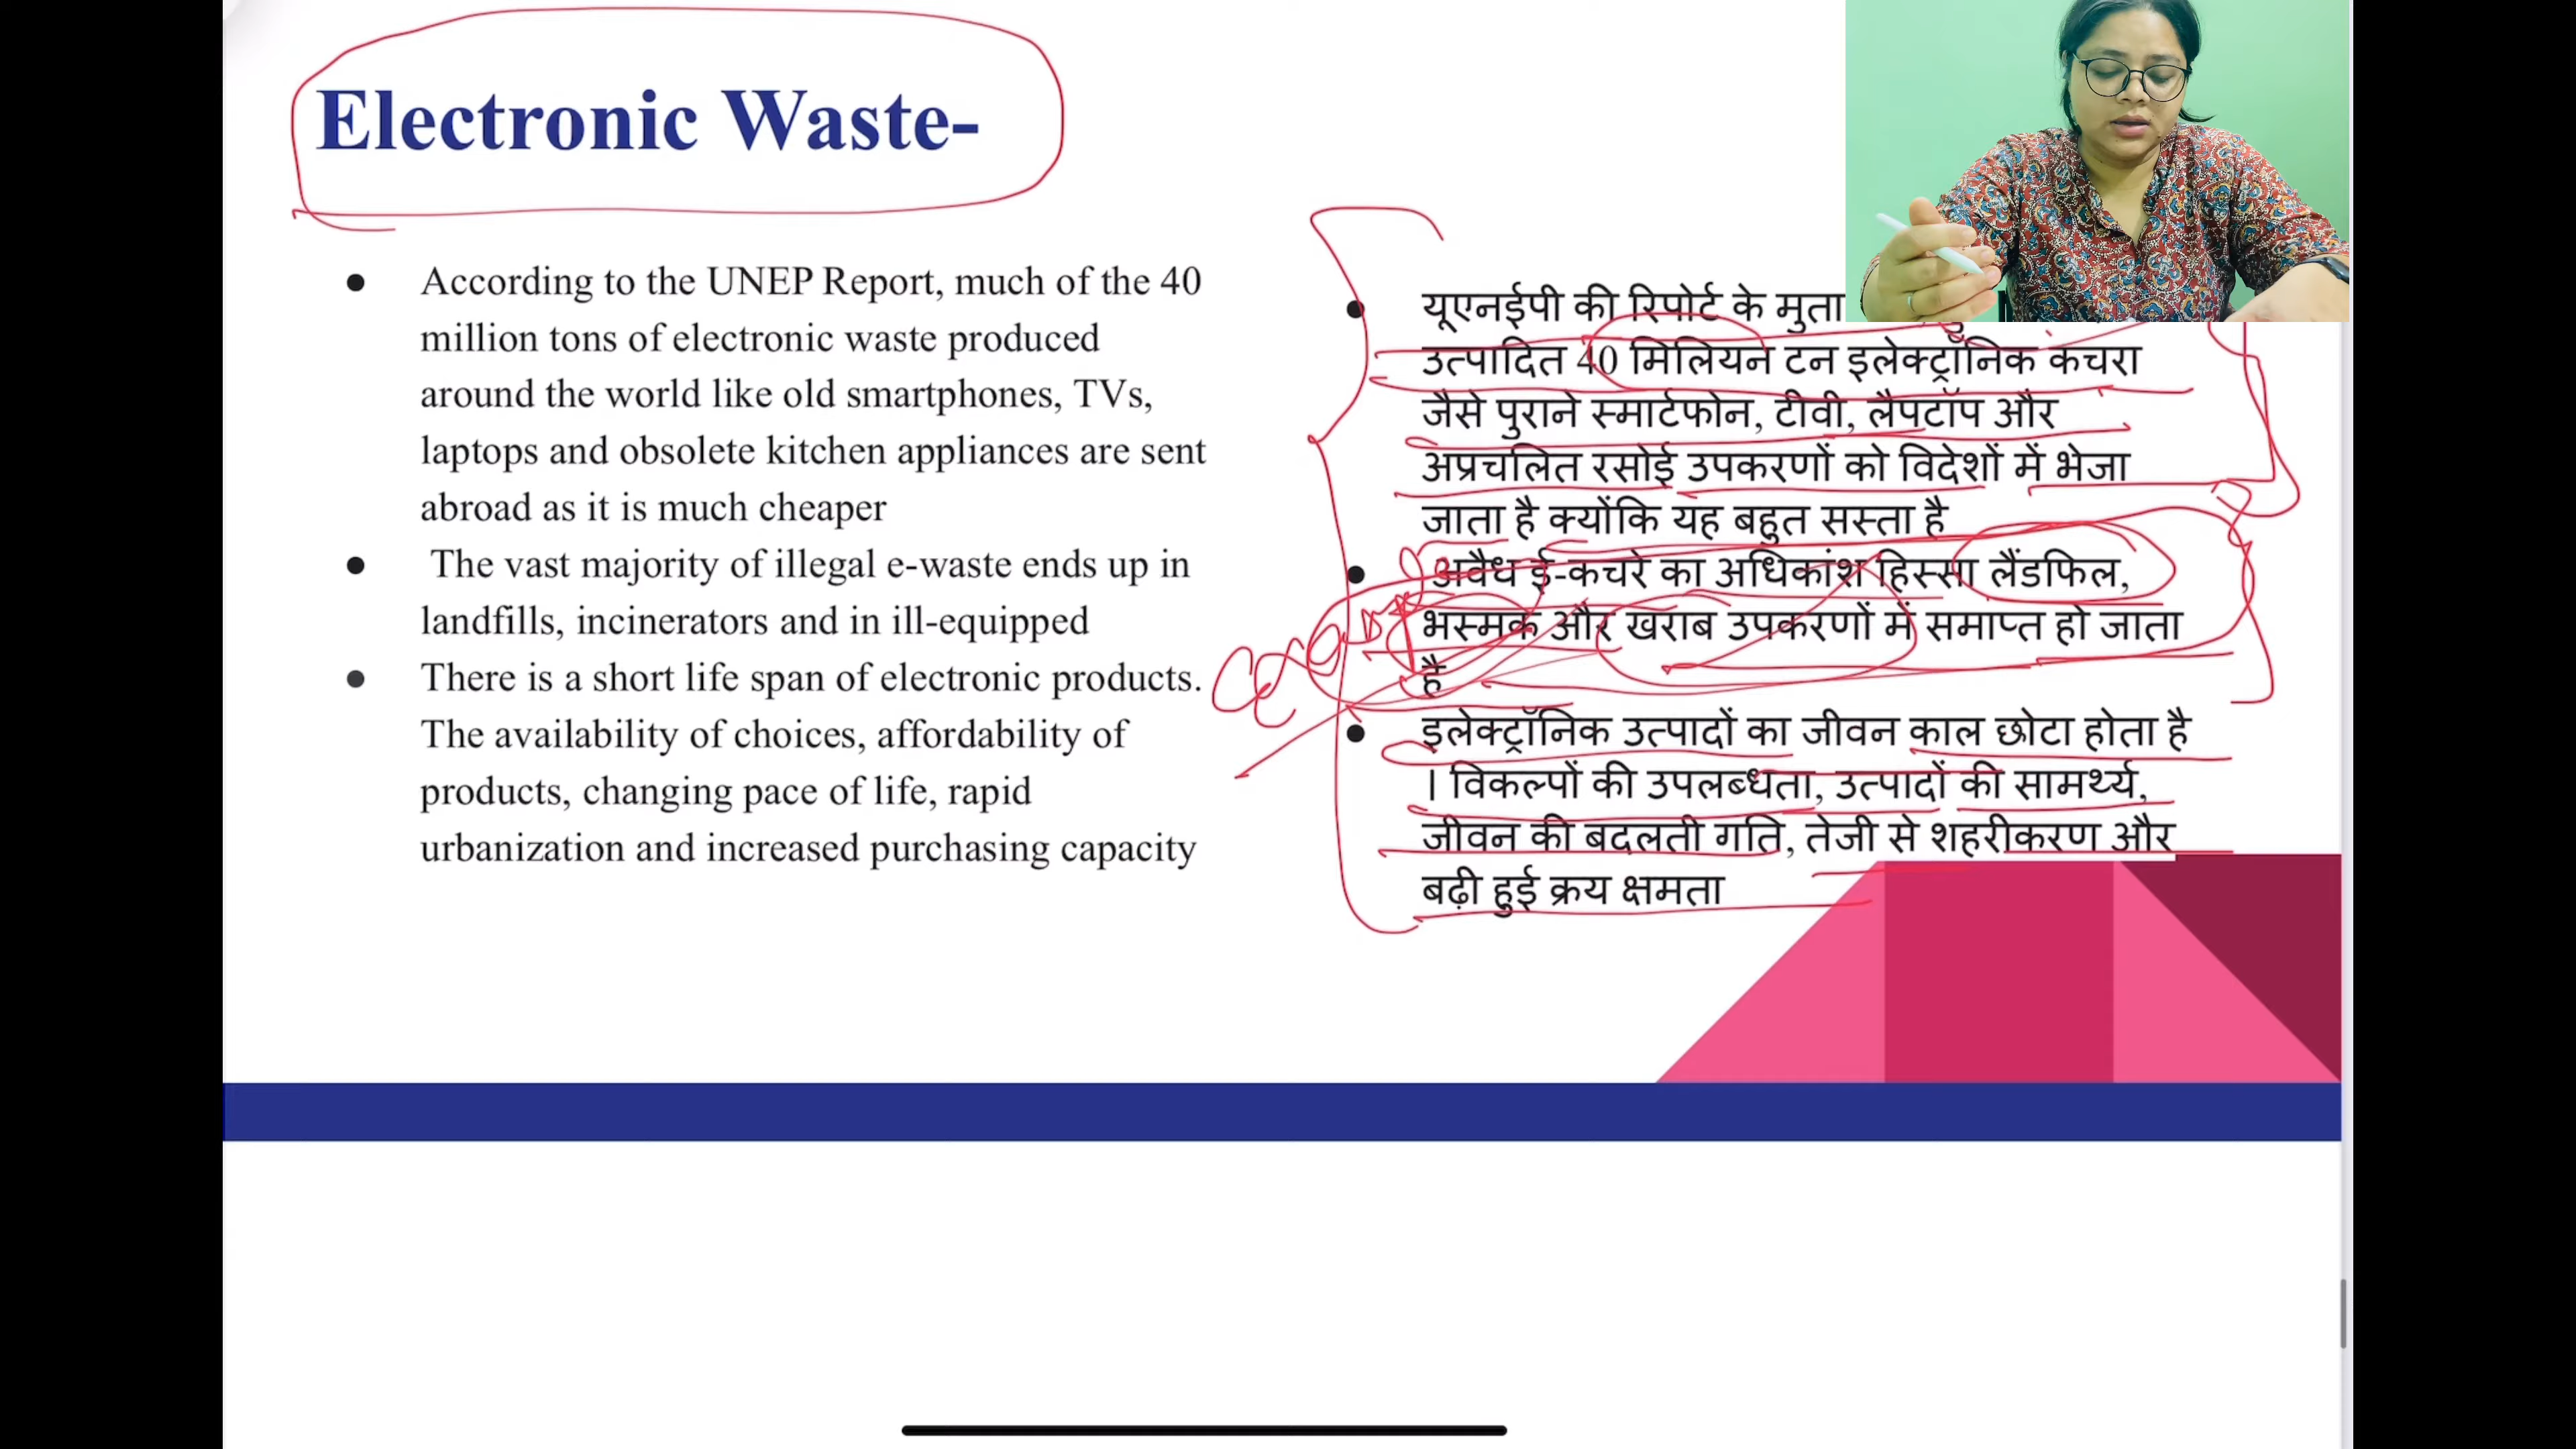 Electronic Waste-
● According to the UNEP Report, much of the 40
million tons of electronic waste produced
around the world like old smartphones, TVs,
laptops and obsolete kitchen appliances are sent
abroad as it is much cheaper
● The vast majority of illegal e-waste ends up in
landfills, incinerators and in ill-equipped
● There is a short life span of electronic products.
The availability of choices, affordability of
products, changing pace of life, rapid
urbanization and increased purchasing capacity
● यूएनईपी की रिपोर्ट के
उत्पादित 40 मिलियन टन इलेक्ट्रॉनिक कचरा
जैसे पुराने स्मार्टफोन, टीवी, लैपटॉप और
अप्रचलित रसोई उपकरणों को विदेशों में भेजा
जाता है क्योंकि यह बहुत सस्ता है
● अवैध ई-कचरे का अधिकांश हिस्सा लैंडफिल,
भस्मक और खराब उपकरणों में समाप्त हो जाता
है
● इलेक्ट्रॉनिक उत्पादों का जीवन काल छोटा होता है
। विकल्पों की उपलब्धता, उत्पादों की सामर्थ्य,
जीवन की बदलती गति, तेजी से शहरीकरण और
बढ़ी हुई क्रय क्षमता